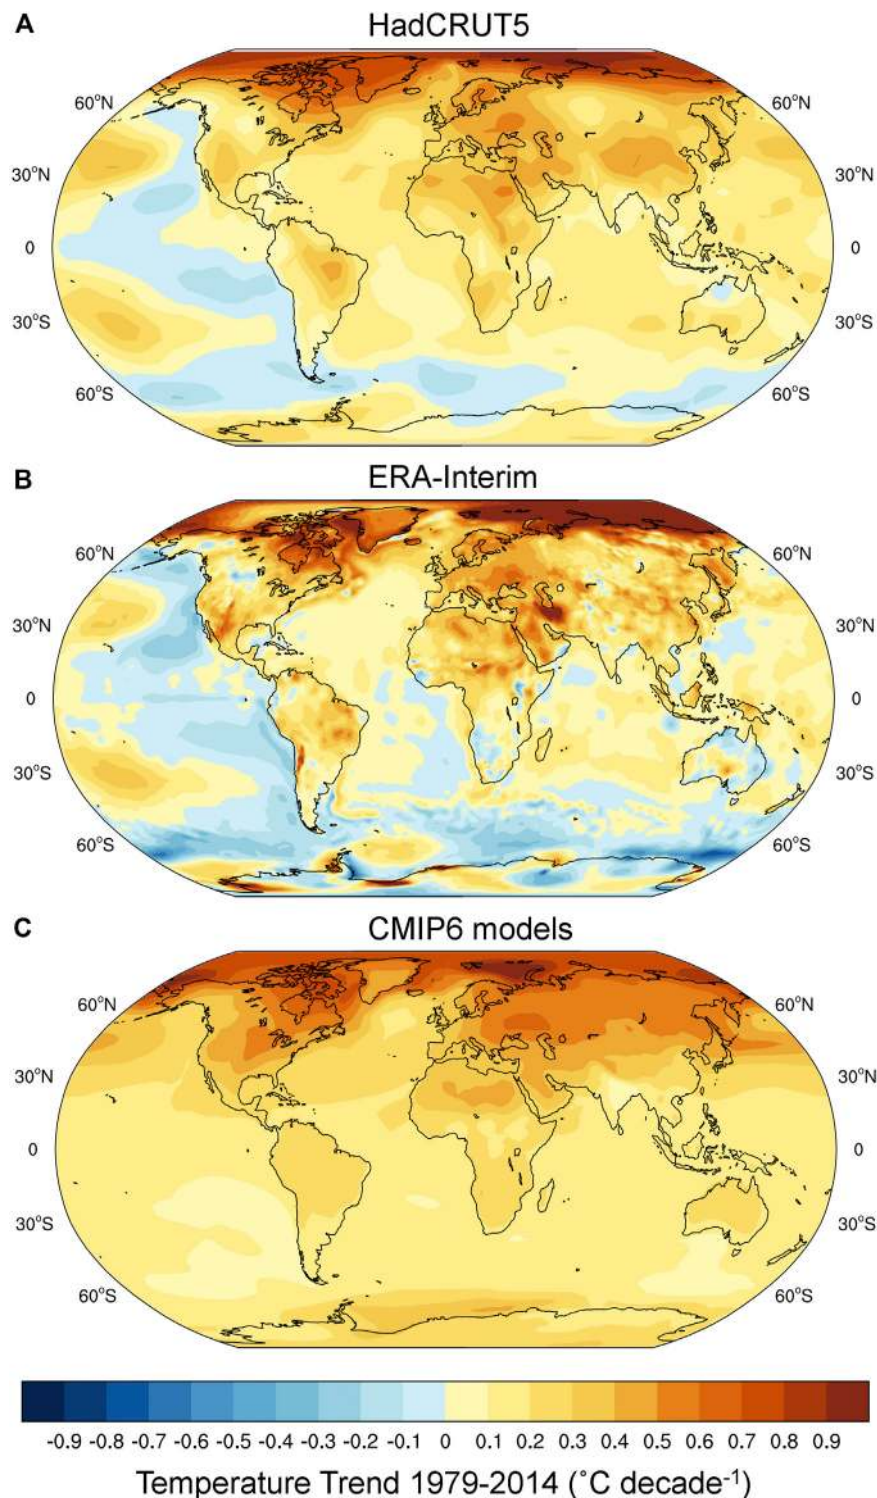 A
HadCRUT5
60°N 60°N
30°N 30°N
0 0
30°S 30°S
60°S 60°S
B
ERA-Interim
60°N 60°N
30°N 30°N
0 0
30°S 30°S
60°S 60°S
C
CMIP6 models
60°N 60°N
30°N 30°N
0 0
30°S 30°S
60°S 60°S
-0.9 -0.8 -0.7 -0.6 -0.5 -0.4 -0.3 -0.2 -0.1 0 0.1 0.2 0.3 0.4 0.5 0.6 0.7 0.8 0.9
Temperature Trend 1979-2014 (°C decade⁻¹)